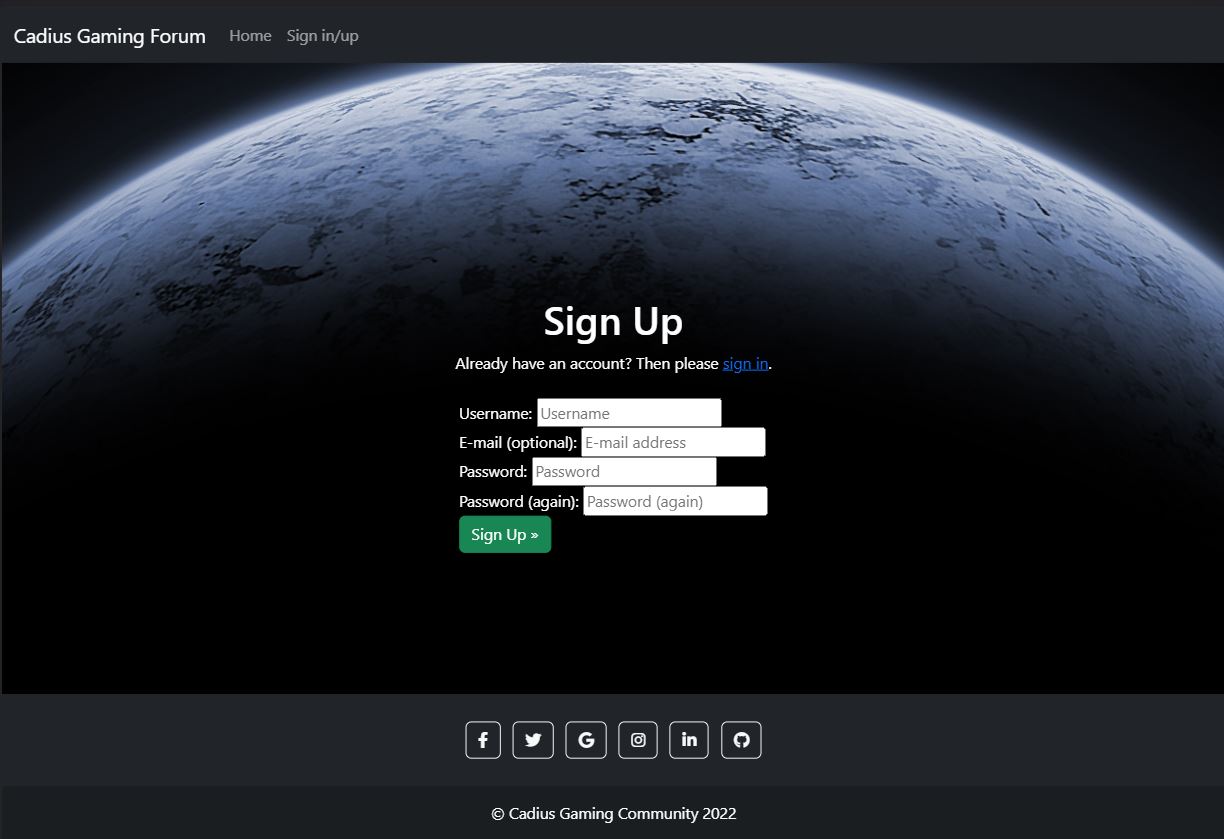 Cadius Gaming Forum Home Sign in/up
Sign Up
Already have an account? Then please sign in.
Username: Username
E-mail (optional): E-mail address
Password: Password
Password (again): Password (again)
Sign Up »
© Cadius Gaming Community 2022